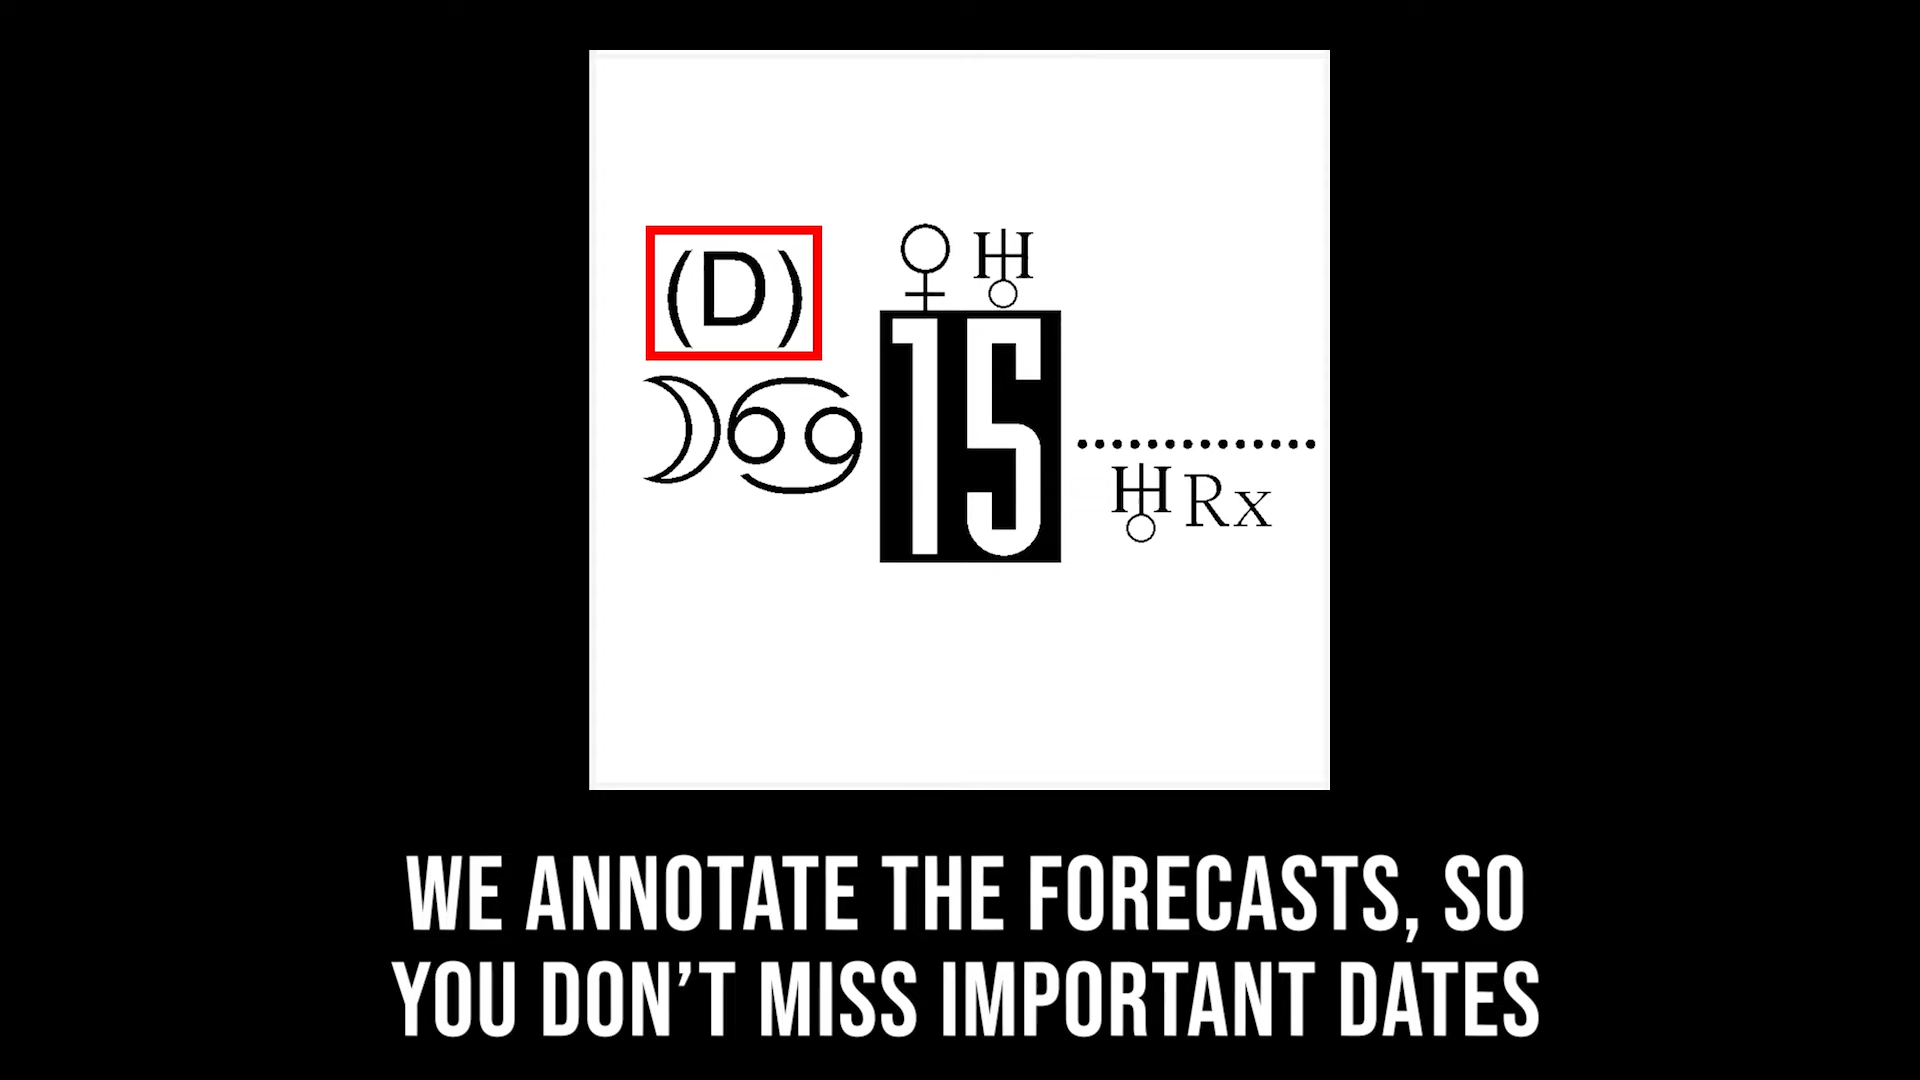 (D) ♀ ♅
☽ ♋ 15
♅ Rx
WE ANNOTATE THE FORECASTS, SO
YOU DON’T MISS IMPORTANT DATES